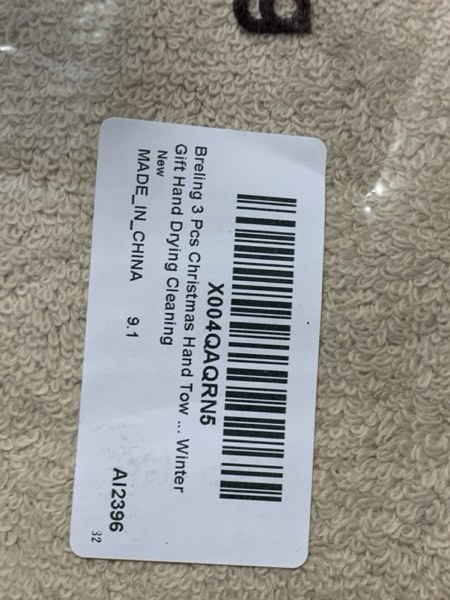 X004QAQRN5
Breling 3 Pcs Christmas Hand Tow ... Winter
Gift Hand Drying Cleaning
New
MADE_IN_CHINA 9.1
AI2396
32